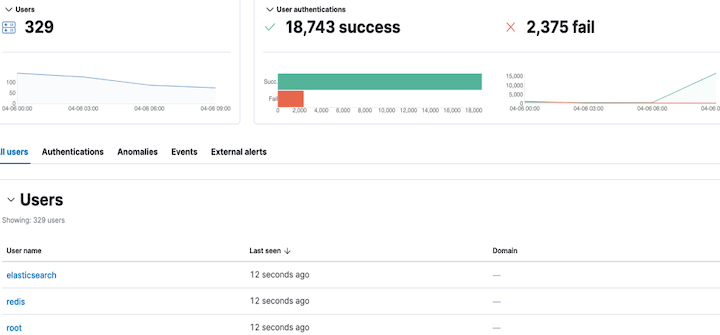 Users
329
100
50
0
04-06 00:00 04-06 03:00 04-06 06:00 04-06 09:00
User authentications
18,743 success
2,375 fail
Succ.
Fail
0 2,000 4,000 6,000 8,000 10,000 12,000 14,000 16,000 18,000
15,000
10,000
5,000
0
04-06 00:00 04-06 03:00 04-06 06:00 04-0
ll users Authentications Anomalies Events External alerts
Users
Showing: 329 users
User name Last seen Domain
elasticsearch 12 seconds ago —
redis 12 seconds ago —
root 12 seconds ago —